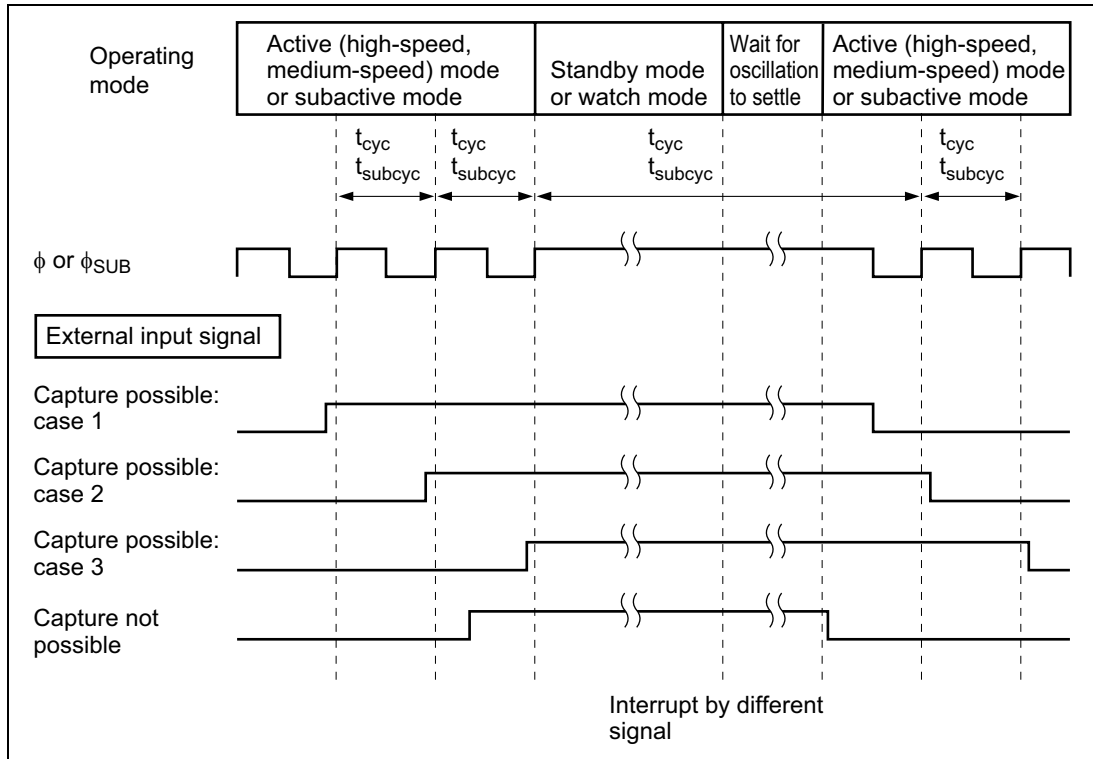 Operating
mode
Active (high-speed,
medium-speed) mode
or subactive mode
Standby mode
or watch mode
Wait for
oscillation
to settle
Active (high-speed,
medium-speed) mode
or subactive mode
tcyc
tsubcyc
tcyc
tsubcyc
tcyc
tsubcyc
tcyc
tsubcyc
ϕ or ϕSUB
External input signal
Capture possible:
case 1
Capture possible:
case 2
Capture possible:
case 3
Capture not
possible
Interrupt by different
signal